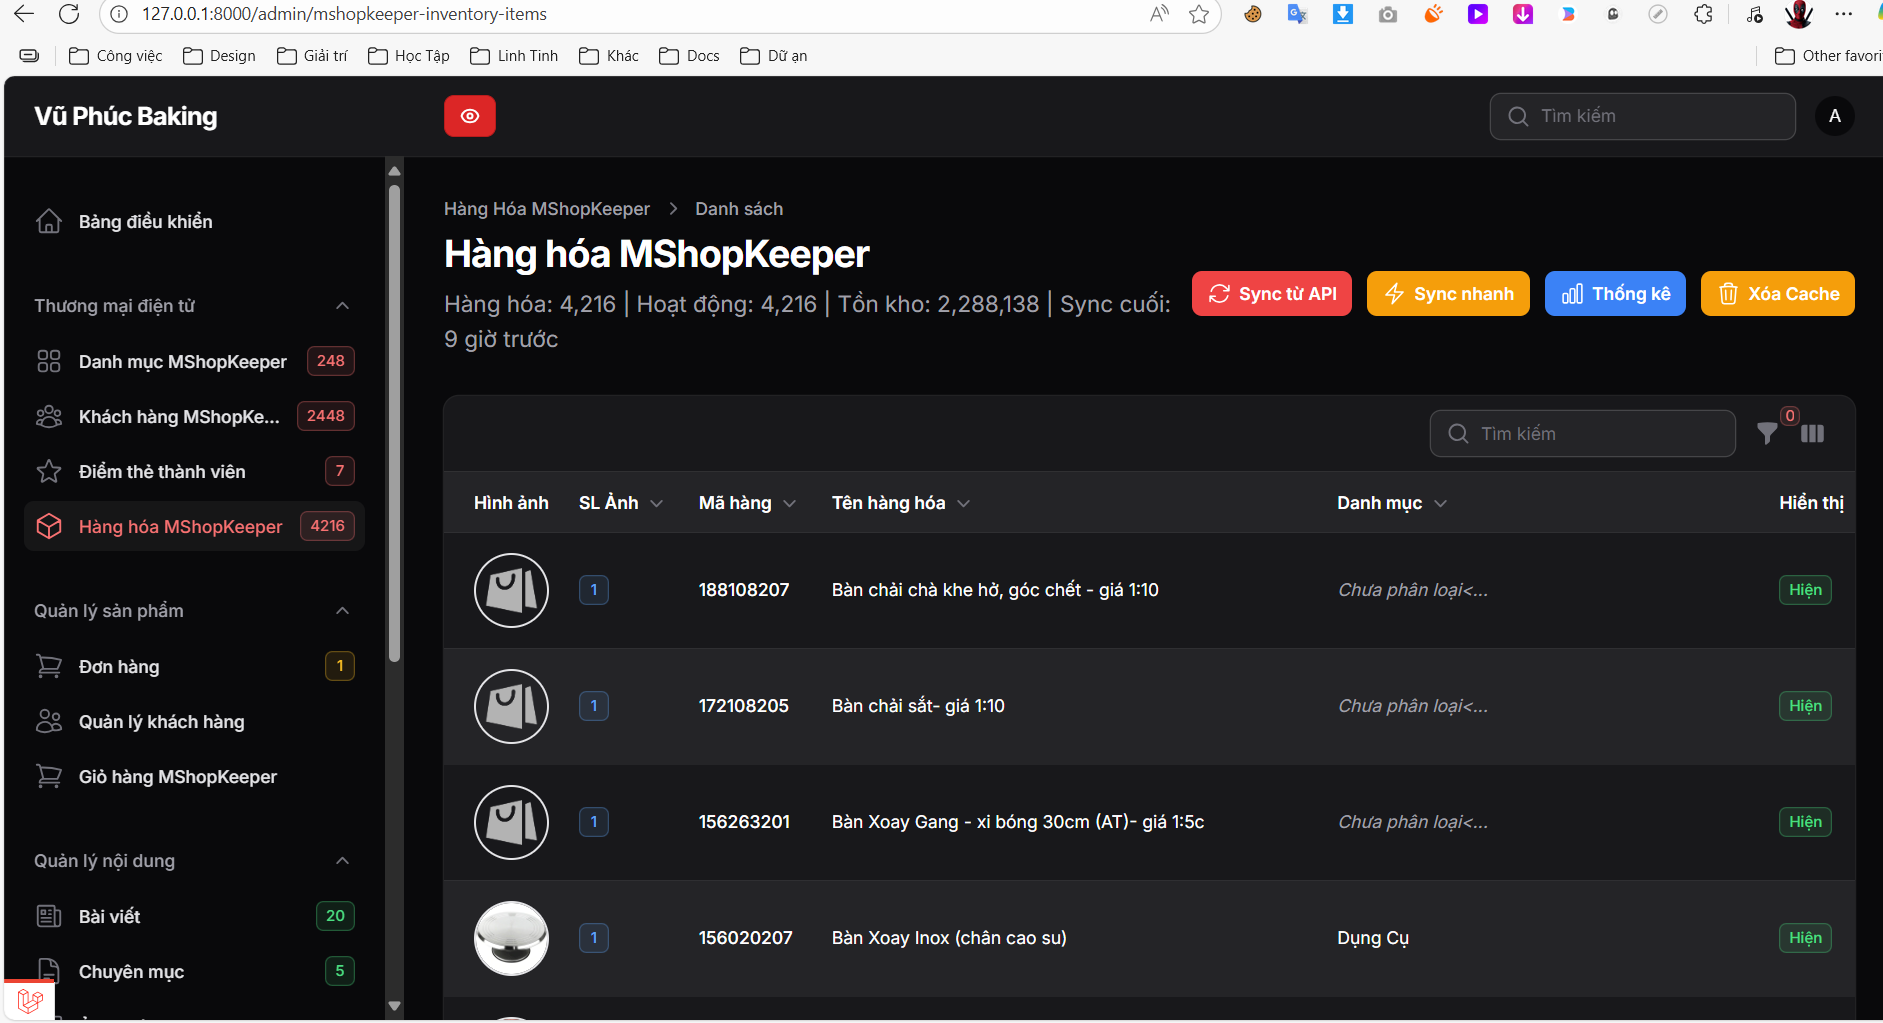 127.0.0.1:8000/admin/mshopkeeper-inventory-items
Công việc
Design
Giải trí
Học Tập
Linh Tinh
Khác
Docs
Dữ án
Other favori
Vũ Phúc Baking
Tìm kiếm
A
Bảng điều khiển
Thương mại điện tử
Danh mục MShopKeeper 248
Khách hàng MShopKe... 2448
Điểm thẻ thành viên 7
Hàng hóa MShopKeeper 4216
Quản lý sản phẩm
Đơn hàng 1
Quản lý khách hàng
Giỏ hàng MShopKeeper
Quản lý nội dung
Bài viết 20
Chuyên mục 5
Hàng Hóa MShopKeeper > Danh sách
Hàng hóa MShopKeeper
Hàng hóa: 4,216 | Hoạt động: 4,216 | Tồn kho: 2,288,138 | Sync cuối:
9 giờ trước
Sync từ API
Sync nhanh
Thống kê
Xóa Cache
Tìm kiếm
0
Hình ảnh SL Ảnh Mã hàng Tên hàng hóa Danh mục Hiển thị
1 188108207 Bàn chải chà khe hở, góc chết - giá 1:10 Chưa phân loại<... Hiện
1 172108205 Bàn chải sắt- giá 1:10 Chưa phân loại<... Hiện
1 156263201 Bàn Xoay Gang - xi bóng 30cm (AT)- giá 1:5c Chưa phân loại<... Hiện
1 156020207 Bàn Xoay Inox (chân cao su) Dụng Cụ Hiện